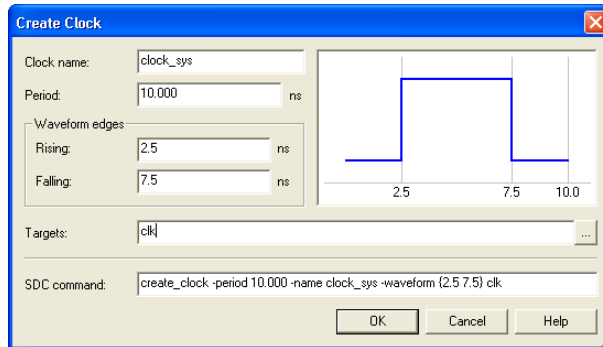 Create Clock
Clock name: clock_sys
Period: 10.000 ns
Waveform edges
Rising: 2.5 ns
Falling: 7.5 ns
2.5 7.5 10.0
Targets: clk ...
SDC command: create_clock -period 10.000 -name clock_sys -waveform {2.5 7.5} clk
OK Cancel Help